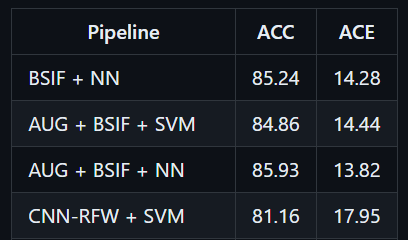 Pipeline ACC ACE
BSIF + NN 85.24 14.28
AUG + BSIF + SVM 84.86 14.44
AUG + BSIF + NN 85.93 13.82
CNN-RFW + SVM 81.16 17.95